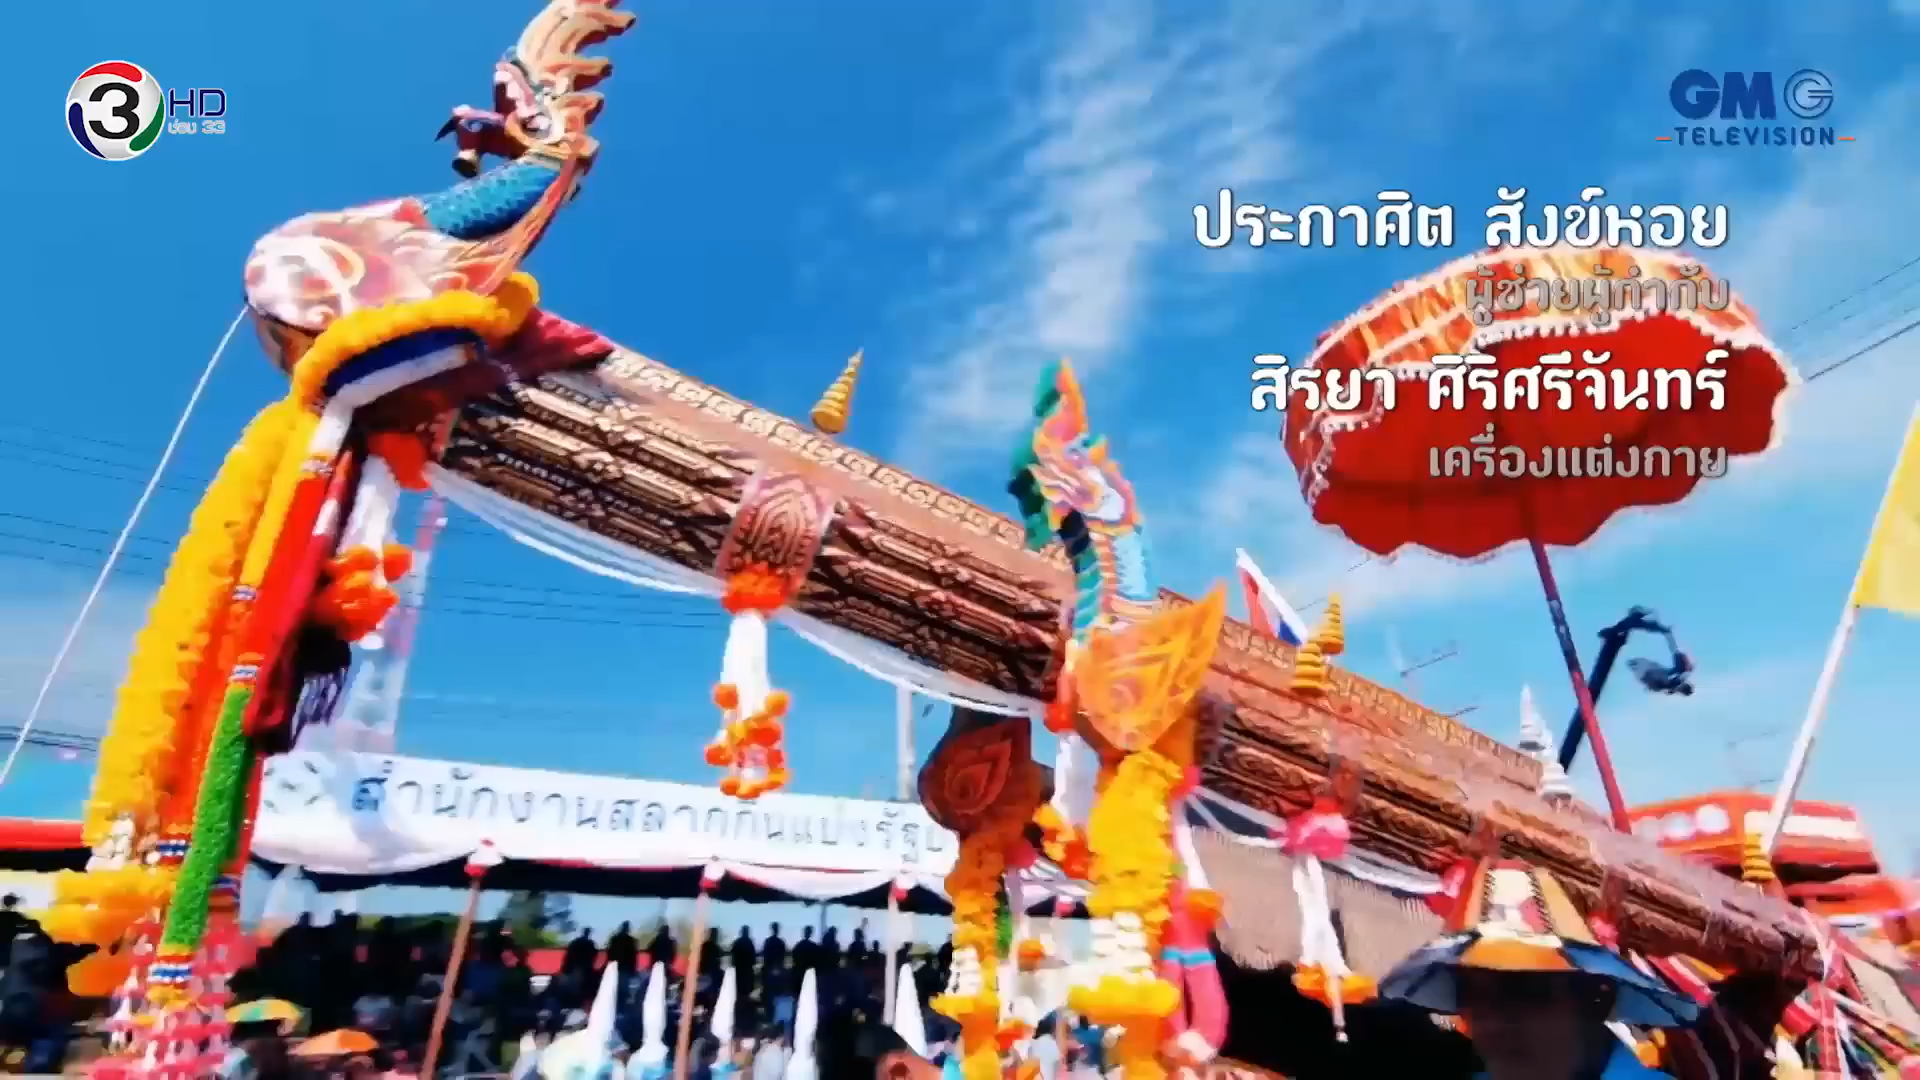 3 HD
ช่อง 33
GMG
TELEVISION
ประกาศิต สังข์หอย
ผู้ช่วยผู้กำกับ
สิรยา ศิริศรีจันทร์
เครื่องแต่งกาย
สำนักงานสลากกินแบ่งรัฐบ